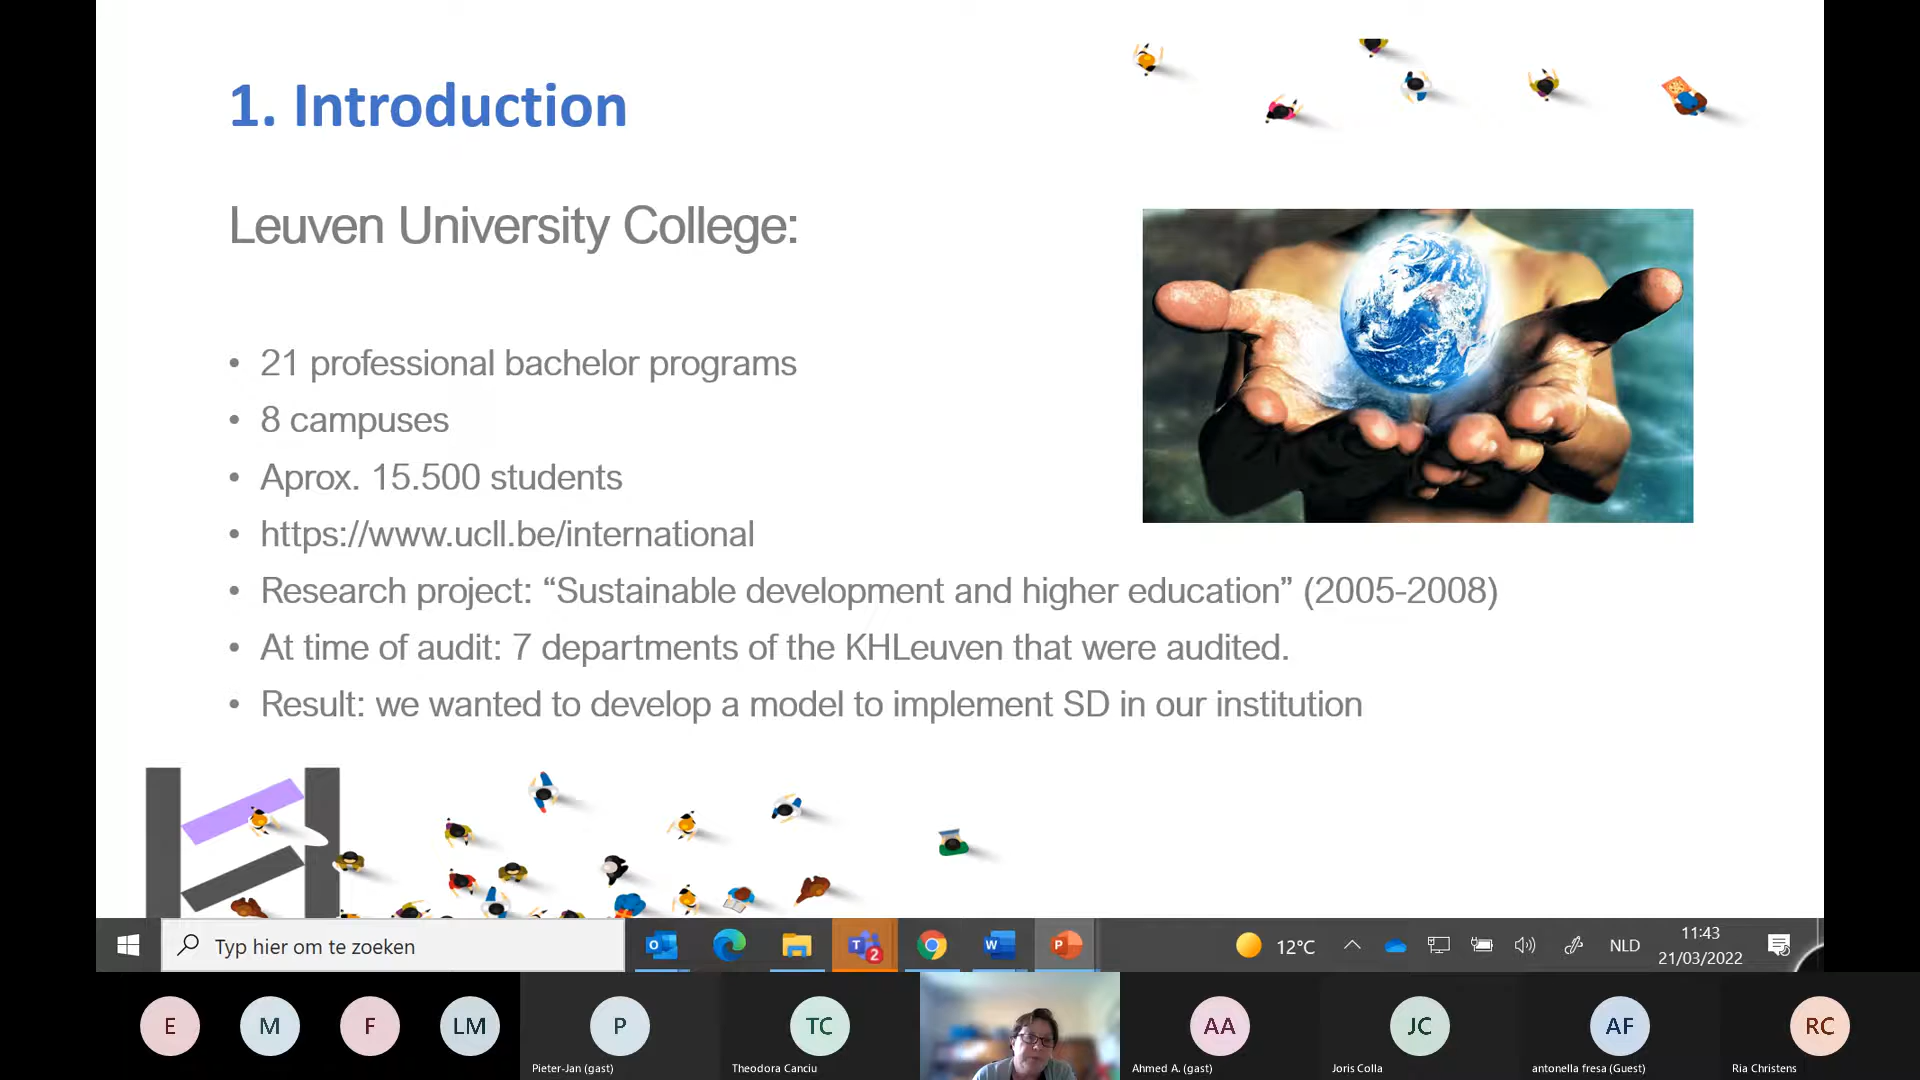 1. Introduction
Leuven University College:
• 21 professional bachelor programs
• 8 campuses
• Aprox. 15.500 students
• https://www.ucll.be/international
• Research project: “Sustainable development and higher education” (2005-2008)
• At time of audit: 7 departments of the KHLeuven that were audited.
• Result: we wanted to develop a model to implement SD in our institution
Typ hier om te zoeken
2
12°C
NLD
11:43
21/03/2022
E
M
F
LM
P
TC
AA
JC
AF
RC
Pieter-Jan (gast)
Theodora Canciu
Ahmed A. (gast)
Joris Colla
antonella fresa (Guest)
Ria Christens